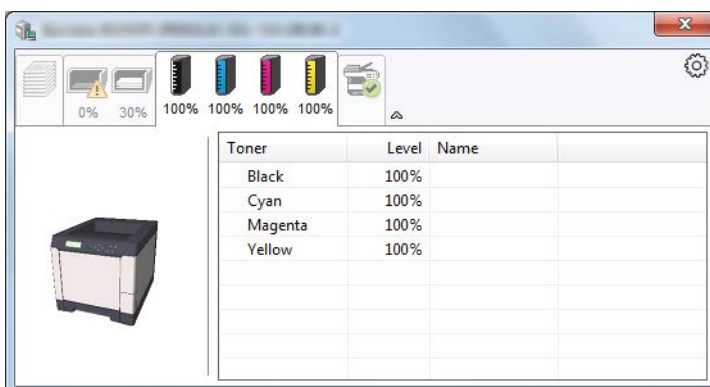 0% 30% 100% 100% 100% 100%
Toner Level Name
Black 100%
Cyan 100%
Magenta 100%
Yellow 100%